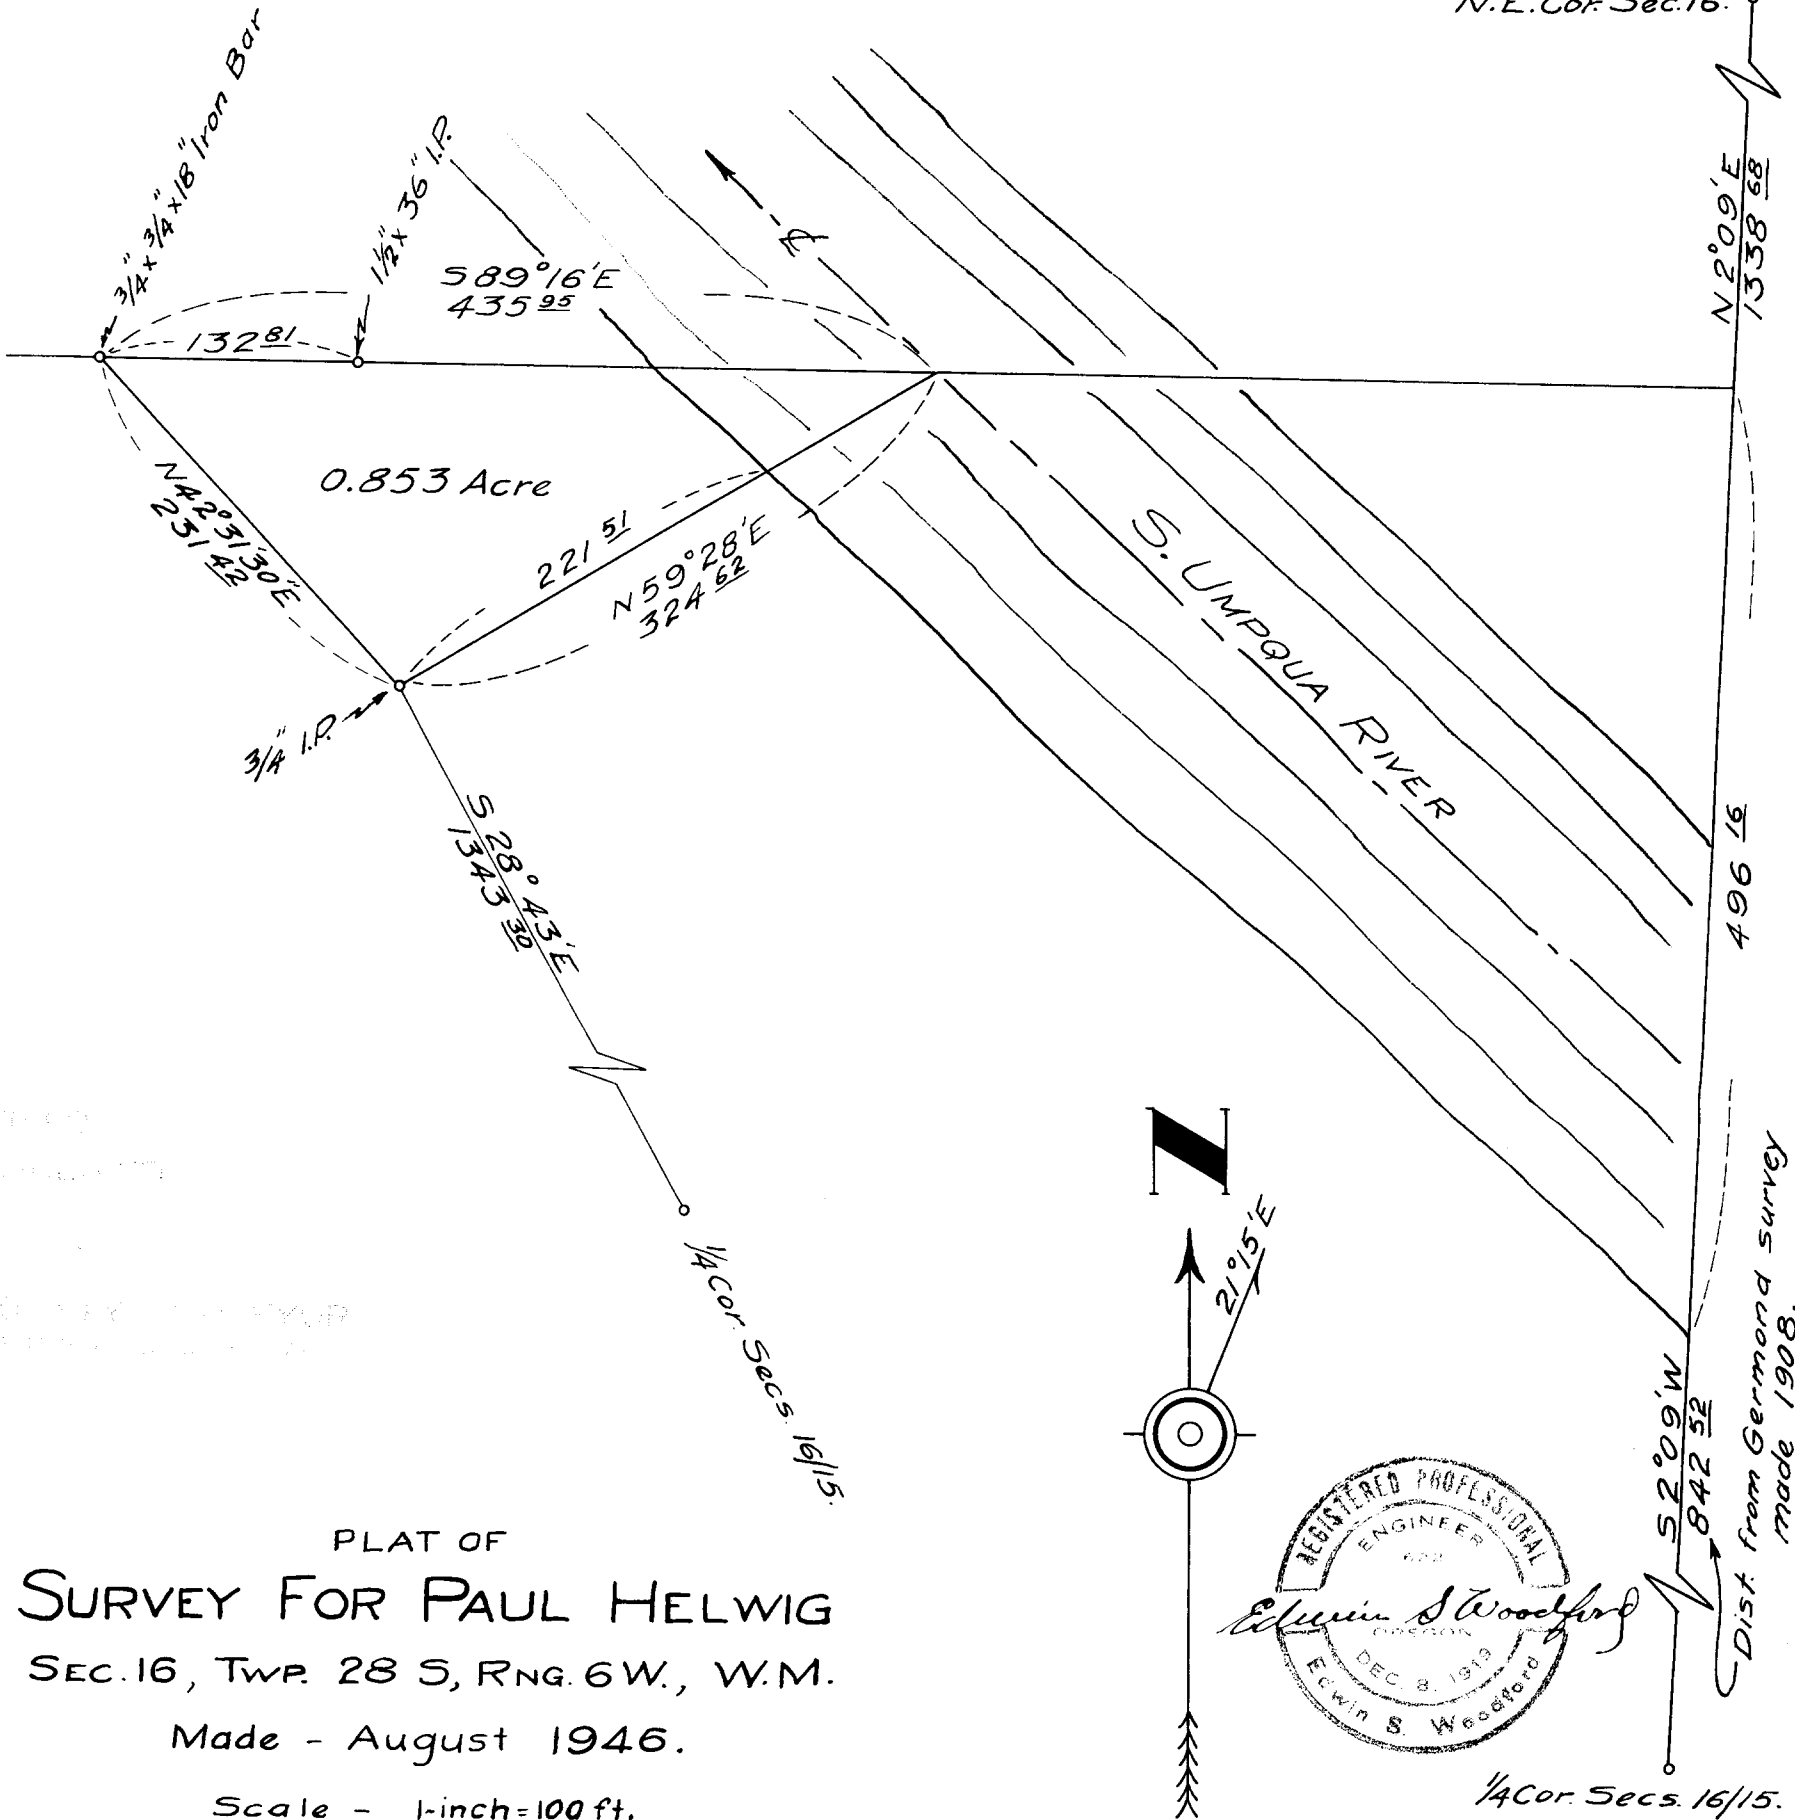 N.E. Cor. Sec. 16.
3/4" x 3/4" x 18" Iron Bar
1 1/2" x 36" I.P.
S 89° 16' E
435 95
132 81
N 2° 09' E
1338 68
0.853 Acre
N 42° 31' 30" E
231 42
221 51
N 59° 28' E
324 62
S. UMPQUA RIVER
3/4" I.P.
S 28° 43' E
1343 30
496 16
1/4 Cor. Secs. 16/15.
N
21° 15' E
S 2° 09' W
842 52
Dist. from Germond survey
made 1908.
PLAT OF
SURVEY FOR PAUL HELWIG
SEC. 16, TWP. 28 S, RNG. 6 W., W.M.
Made - August 1946.
Scale - 1-inch = 100 ft.
REGISTERED PROFESSIONAL
ENGINEER
Edwin S Woodford
OREGON
DEC. 8, 1919
Edwin S. Woodford
1/4 Cor. Secs. 16/15.